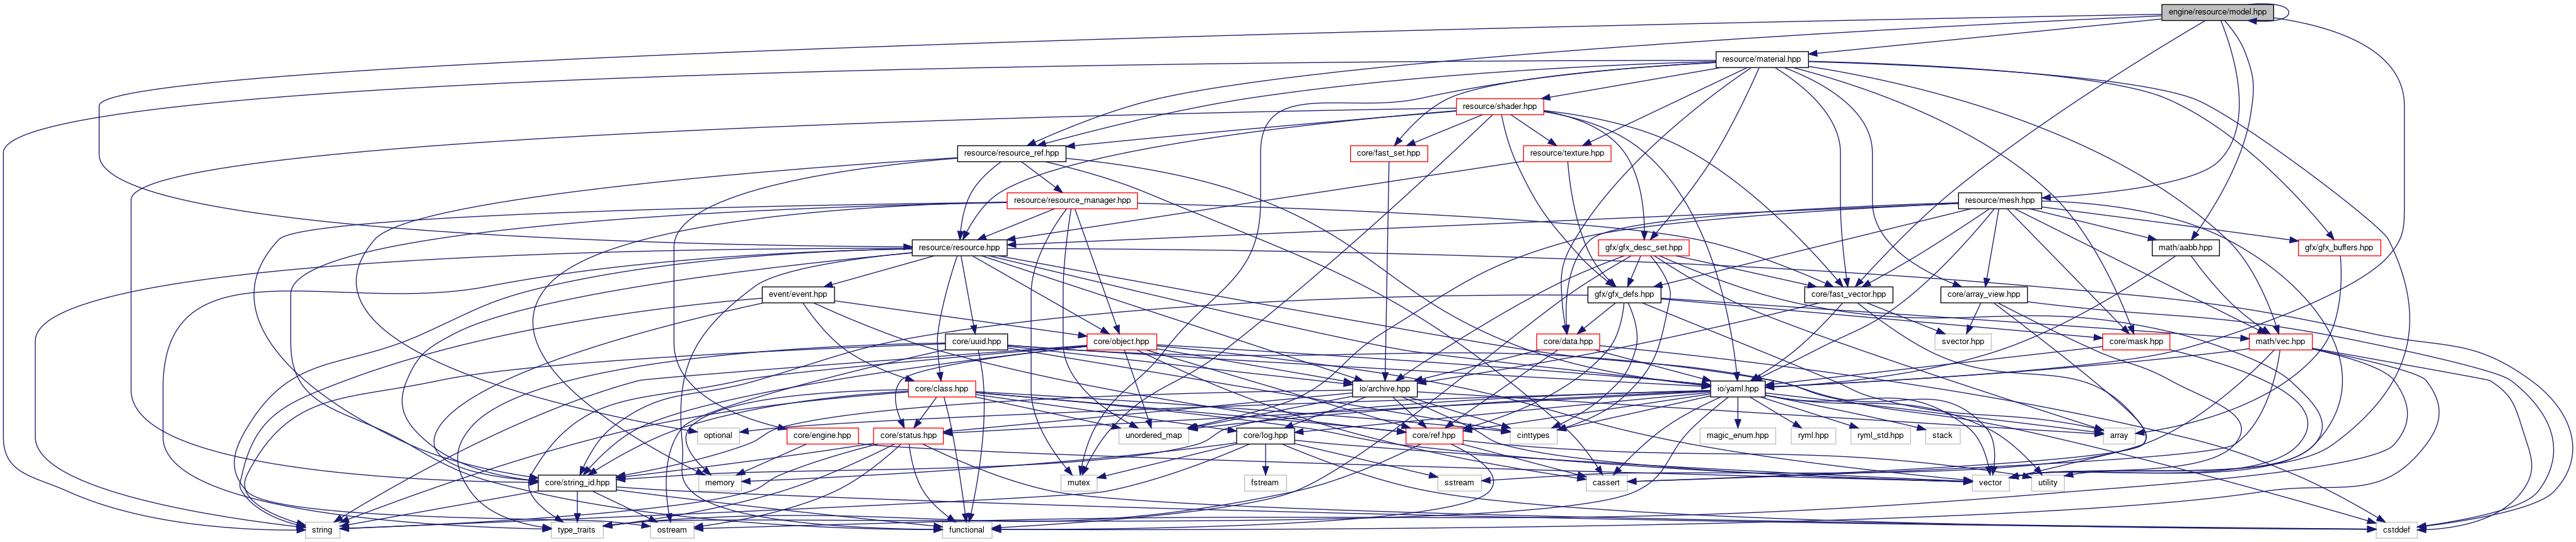 engine/resource/model.hpp
resource/material.hpp
resource/shader.hpp
resource/resource_ref.hpp
core/fast_set.hpp
resource/texture.hpp
resource/resource_manager.hpp
resource/mesh.hpp
resource/resource.hpp
gfx/gfx_desc_set.hpp
math/aabb.hpp
gfx/gfx_buffers.hpp
event/event.hpp
gfx/gfx_defs.hpp
core/fast_vector.hpp
core/array_view.hpp
core/uuid.hpp
core/object.hpp
core/data.hpp
svector.hpp
core/mask.hpp
math/vec.hpp
core/class.hpp
io/archive.hpp
io/yaml.hpp
optional
core/engine.hpp
core/status.hpp
unordered_map
core/log.hpp
core/ref.hpp
cinttypes
magic_enum.hpp
ryml.hpp
ryml_std.hpp
stack
array
core/string_id.hpp
memory
mutex
fstream
sstream
cassert
vector
utility
string
type_traits
ostream
functional
cstddef